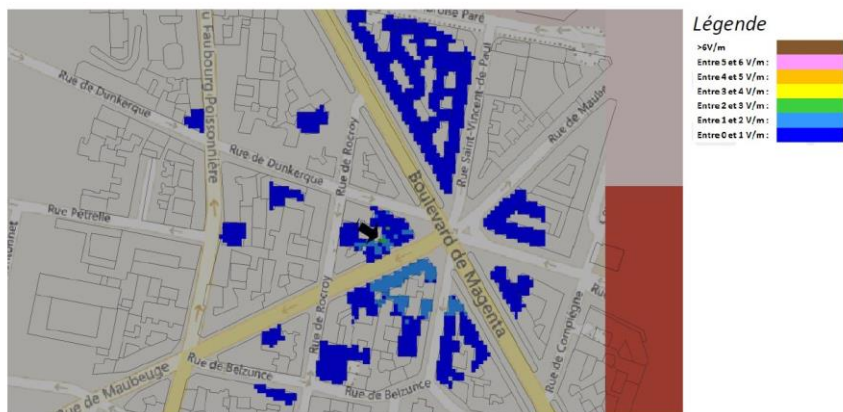 Légende
>6V/m
Entre 5 et 6 V/m :
Entre 4 et 5 V/m :
Entre 3 et 4 V/m :
Entre 2 et 3 V/m :
Entre 1 et 2 V/m :
Entre 0 et 1 V/m :
Rue de Dunkerque
Faubourg Poissonnière
Rue de Rocroy
Boulevard de Magenta
Rue Saint-Vincent-de-Paul
Rue de Dunkerque
Rue Petrelle
Rue de Rocroy
Rue de Compiègne
Rue de Belzunce
Rue de Maubeuge
Rue de Belzunce